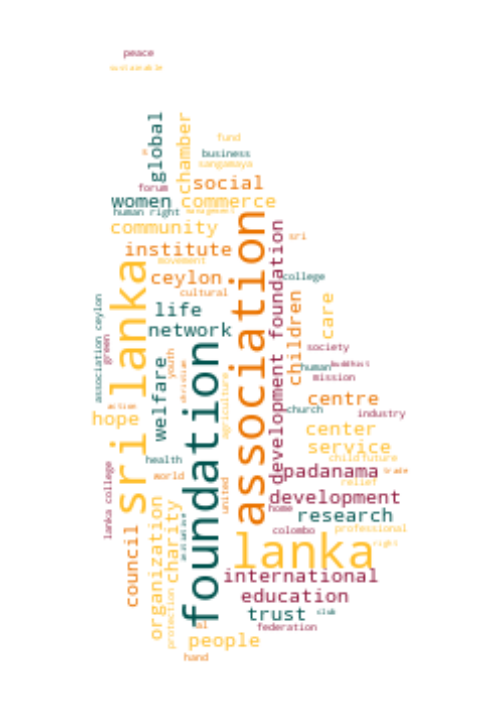 peace
sustainable
global
chamber
fund
business
sangamaya
forum
social
women
commerce
human right
management
community
association
sri
institute
movement
ceylon
college
cultural
association ceylon
green
sri lanka
life
network
development foundation
children
care
foundation
welfare
youth
christian
agriculture
society
human
buddhist
mission
centre
action
hope
church
industry
center
service
child
future
health
padanama
trade
world
relief
lanka college
united
development
home
research
organization
charity
council
colombo
professional
lanka
right
international
education
trust
club
protection
al
federation
people
hand